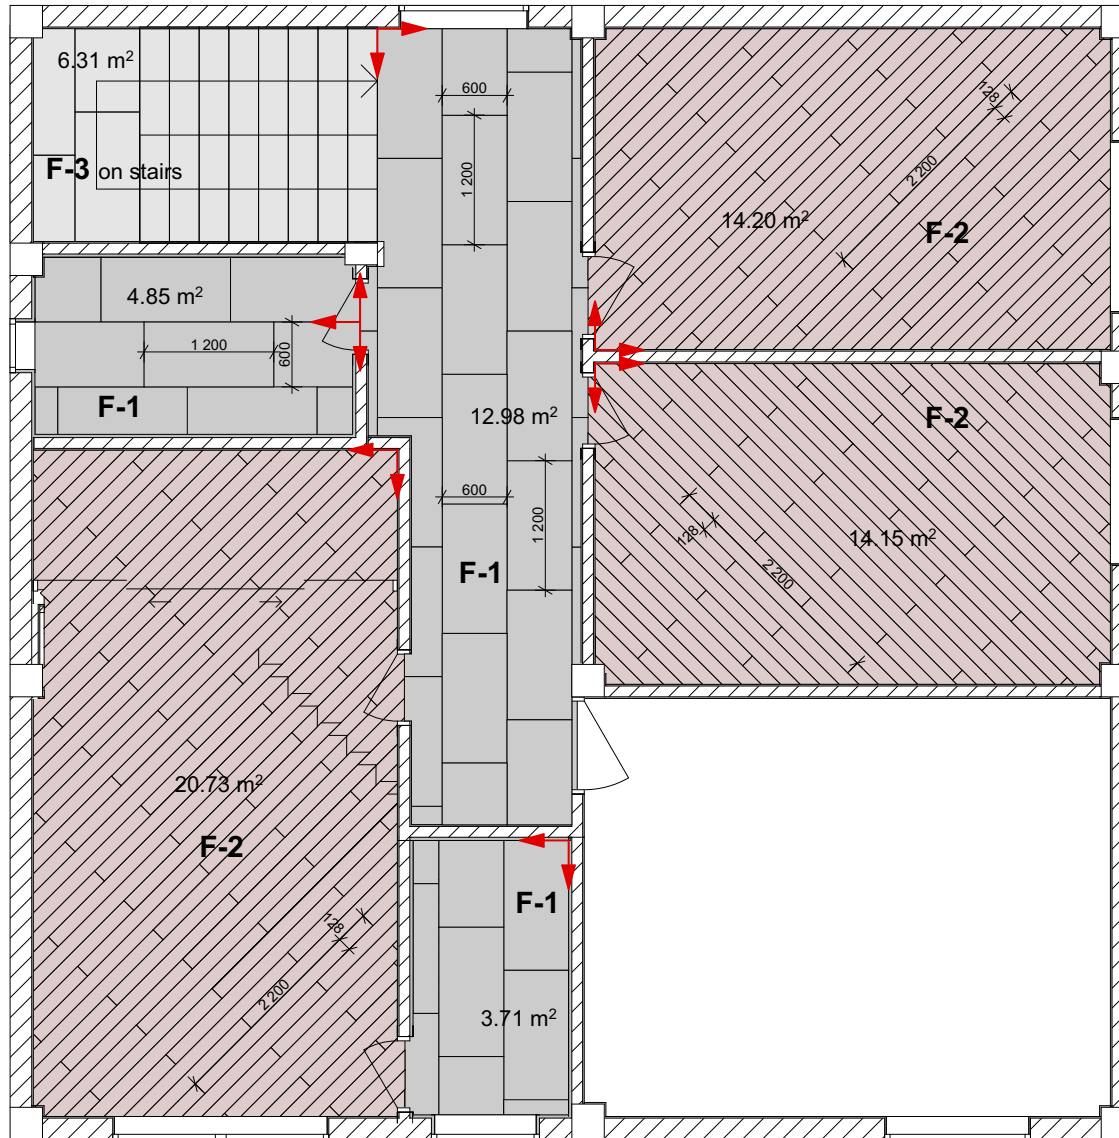 6.31 m²
F-3 on stairs
600
1 200
128
2 200
14.20 m²
F-2
4.85 m²
1 200
600
F-1
12.98 m²
F-2
600
1 200
128
2 200
14.15 m²
F-1
20.73 m²
F-2
128
2 200
F-1
3.71 m²